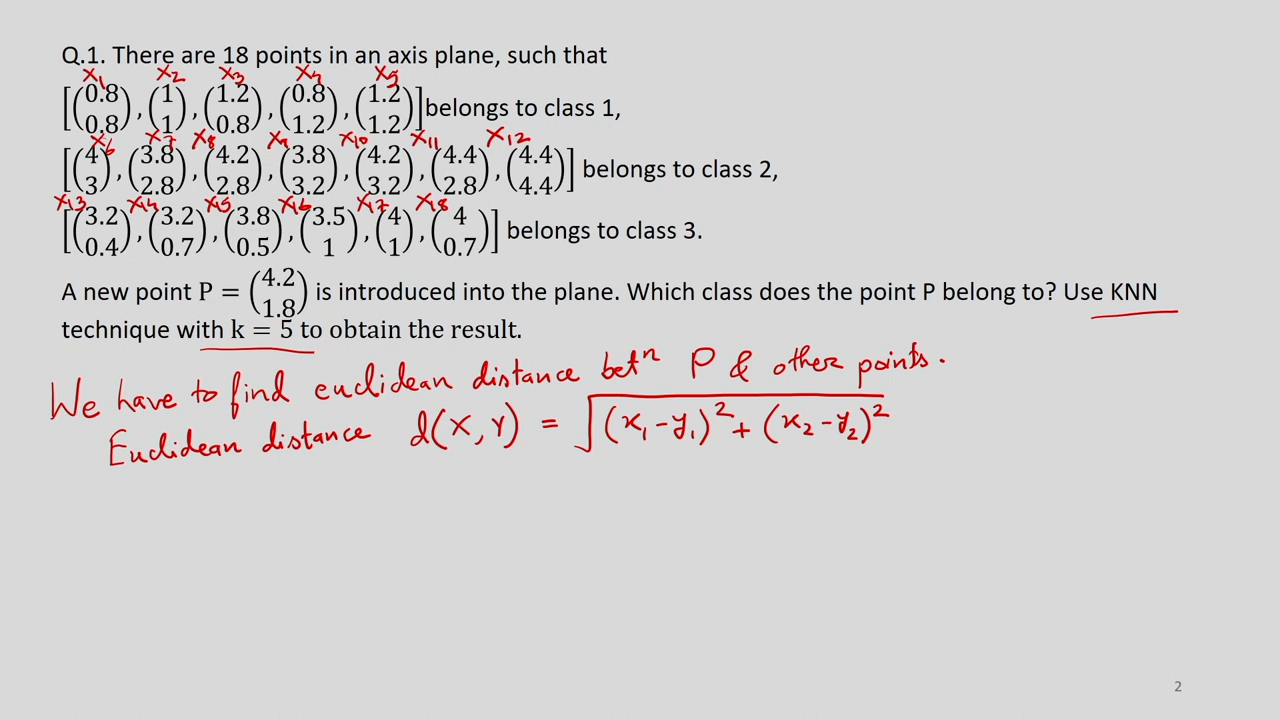 Q.1. There are 18 points in an axis plane, such that
x1 x2 x3 x4 x5
[(0.8 0.8), (1 1), (1.2 0.8), (0.8 1.2), (1.2 1.2)] belongs to class 1,
x6 x7 x8 x9 x10 x11 x12
[(4 3), (3.8 2.8), (4.2 2.8), (3.8 3.2), (4.2 3.2), (4.4 2.8), (4.4 4.4)] belongs to class 2,
x13 x14 x15 x16 x17 x18
[(3.2 0.4), (3.2 0.7), (3.8 0.5), (3.5 1), (4 1), (4 0.7)] belongs to class 3.
A new point P = (4.2 1.8) is introduced into the plane. Which class does the point P belong to? Use KNN
technique with k = 5 to obtain the result.
We have to find euclidean distance betⁿ P & other points.
Euclidean distance d(X, Y) = √(x₁-y₁)² + (x₂-y₂)²
2